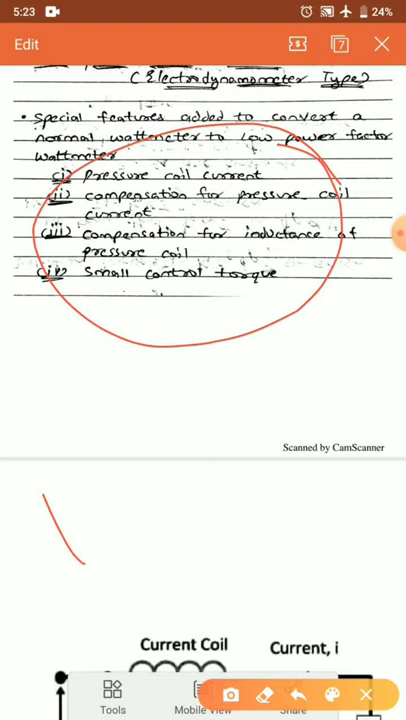 5:23
24%
Edit
7
( Electrodynamometer Type )
• Special features added to convert a
normal wattmeter to low power factor
wattmeter
(i) Pressure coil current
(ii) compensation for pressure coil
current
(iii) compensation for inductance of
pressure coil
(iv) Small control torque
Scanned by CamScanner
Current Coil
Current, i
Tools
Mobile View
Share